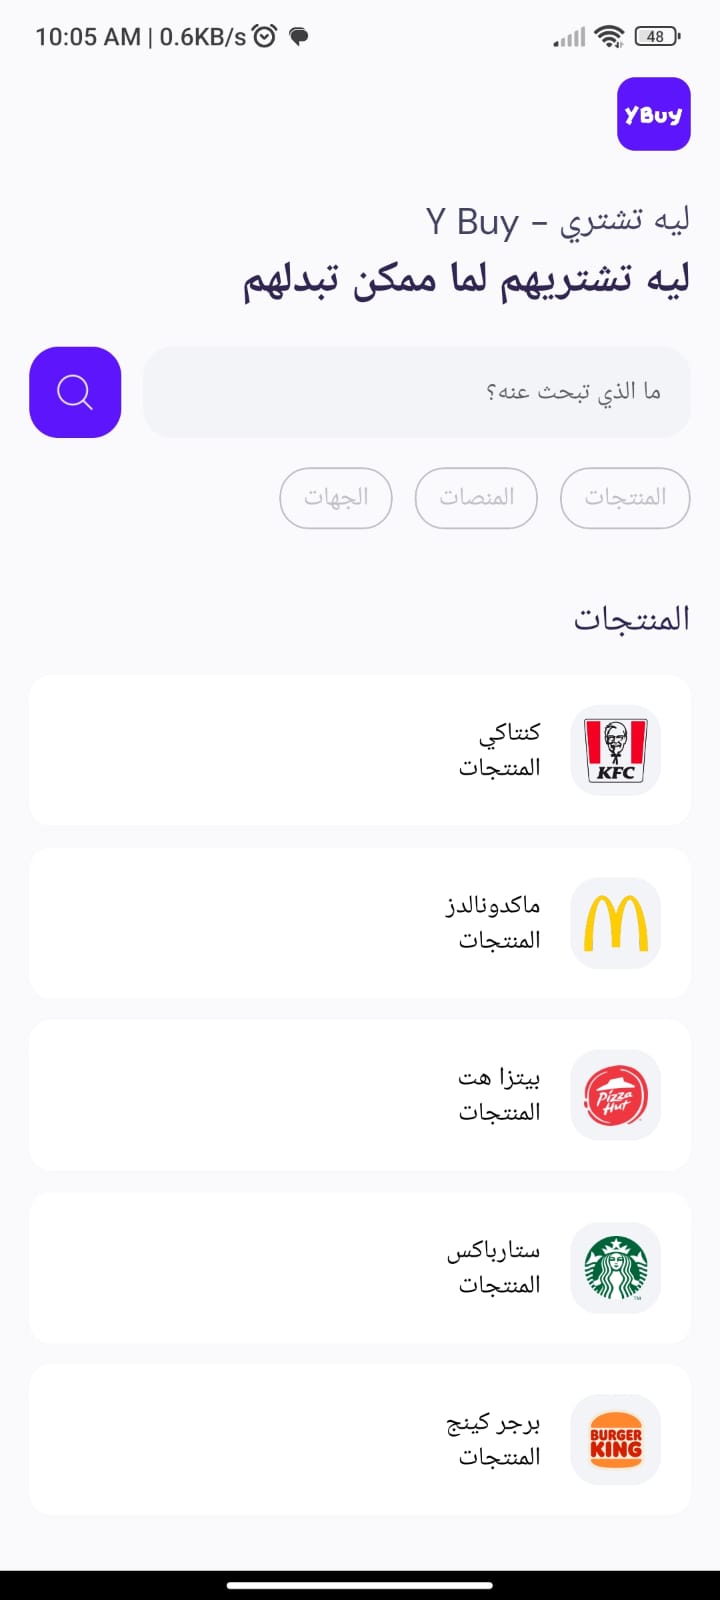 10:05 AM | 0.6KB/s
48
YBuy
ليه تشتري - Y Buy
ليه تشتريهم لما ممكن تبدلهم
ما الذي تبحث عنه؟
المنتجات
المنصات
الجهات
المنتجات
كنتاكي
المنتجات
KFC
ماكدونالدز
المنتجات
بيتزا هت
المنتجات
Pizza
Hut
ستارباكس
المنتجات
TM
برجر كينج
المنتجات
BURGER
KING